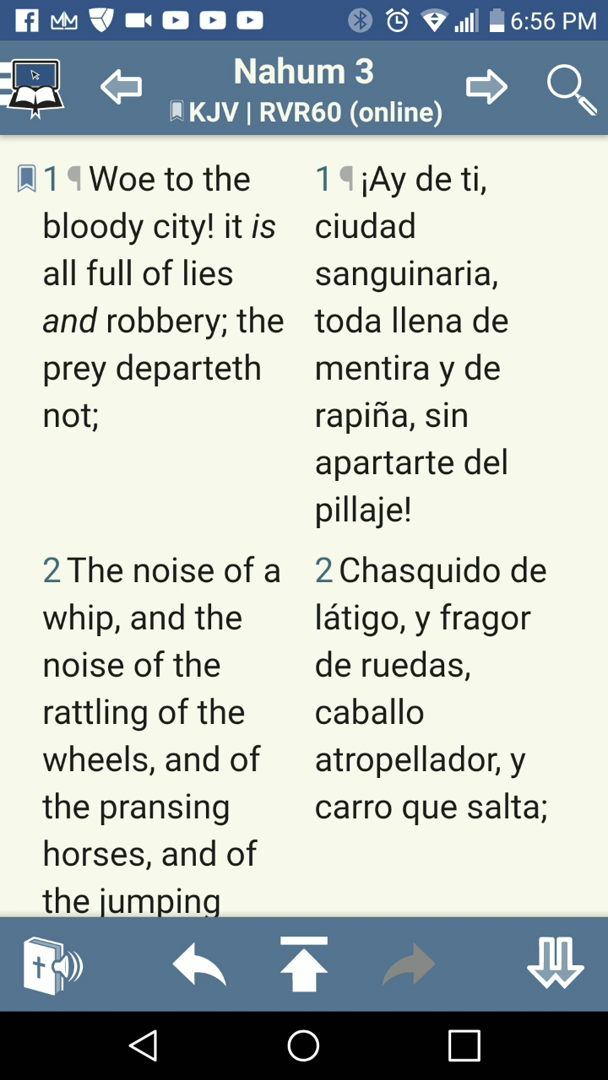 6:56 PM
Nahum 3
KJV | RVR60 (online)
1 ¶ Woe to the
bloody city! it is
all full of lies
and robbery; the
prey departeth
not;
1 ¶ ¡Ay de ti,
ciudad
sanguinaria,
toda llena de
mentira y de
rapiña, sin
apartarte del
pillaje!
2 The noise of a
whip, and the
noise of the
rattling of the
wheels, and of
the pransing
horses, and of
the jumping
2 Chasquido de
látigo, y fragor
de ruedas,
caballo
atropellador, y
carro que salta;